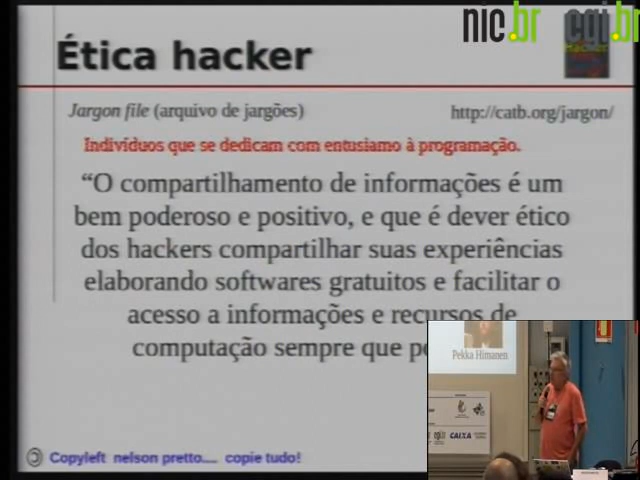 nic.br cgi.br
Ética hacker
Jargon file (arquivo de jargões) http://catb.org/jargon/
Indivíduos que se dedicam com entusiamo à programação.
“O compartilhamento de informações é um
bem poderoso e positivo, e que é dever ético
dos hackers compartilhar suas experiências
elaborando softwares gratuitos e facilitar o
acesso a informações e recursos de
computação sempre que
Pekka Himanen
cgi.br CAIXA
Copyleft nelson pretto.... copie tudo!